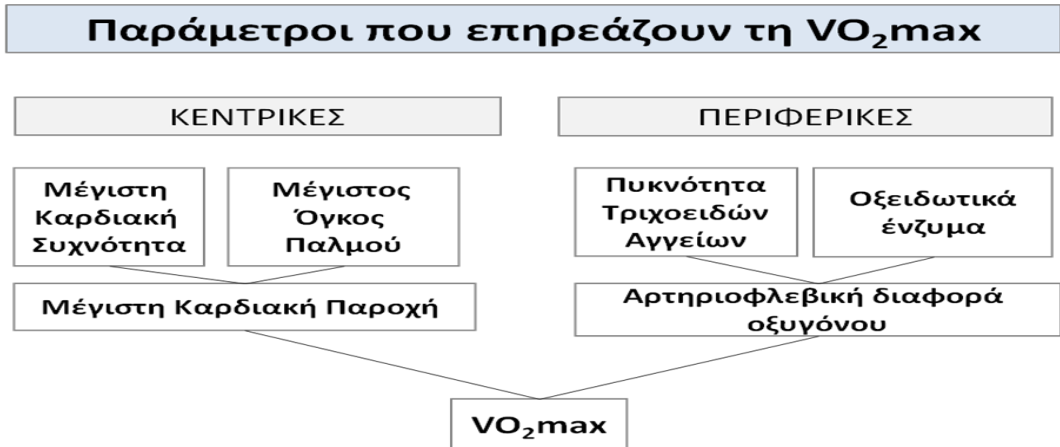 Παράμετροι που επηρεάζουν τη VO₂max
ΚΕΝΤΡΙΚΕΣ
ΠΕΡΙΦΕΡΙΚΕΣ
Μέγιστη
Καρδιακή
Συχνότητα
Μέγιστος
Όγκος
Παλμού
Πυκνότητα
Τριχοειδών
Αγγείων
Οξειδωτικά
ένζυμα
Μέγιστη Καρδιακή Παροχή
Αρτηριοφλεβική διαφορά
οξυγόνου
VO₂max